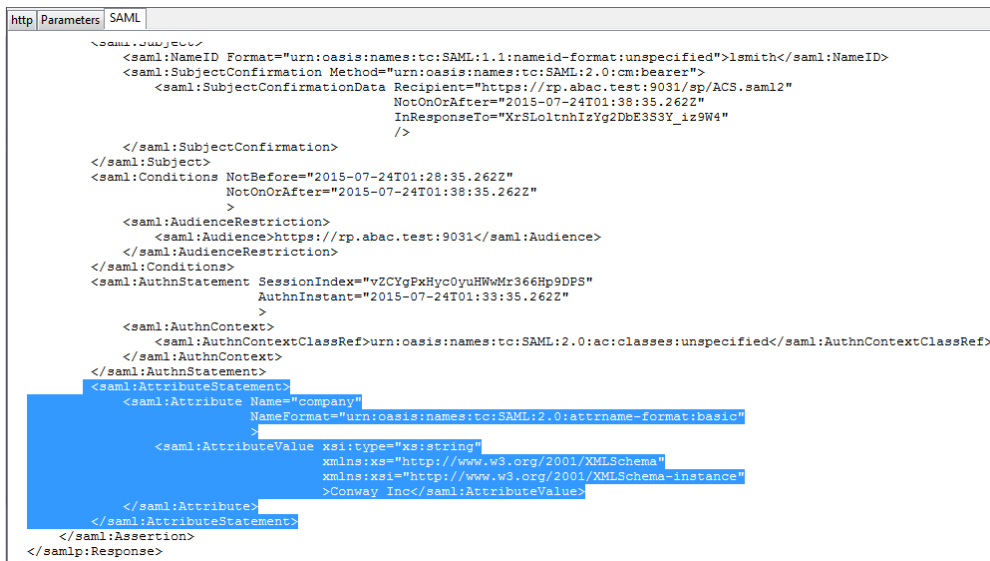 http Parameters SAML
<saml:Subject>
<saml:NameID Format="urn:oasis:names:tc:SAML:1.1:nameid-format:unspecified">lsmith</saml:NameID>
<saml:SubjectConfirmation Method="urn:oasis:names:tc:SAML:2.0:cm:bearer">
<saml:SubjectConfirmationData Recipient="https://rp.abac.test:9031/sp/ACS.saml2"
NotOnOrAfter="2015-07-24T01:38:35.262Z"
InResponseTo="XrSLoltnhIzYg2DbE3S3Y_iz9W4"
/>
</saml:SubjectConfirmation>
</saml:Subject>
<saml:Conditions NotBefore="2015-07-24T01:28:35.262Z"
NotOnOrAfter="2015-07-24T01:38:35.262Z"
>
<saml:AudienceRestriction>
<saml:Audience>https://rp.abac.test:9031</saml:Audience>
</saml:AudienceRestriction>
</saml:Conditions>
<saml:AuthnStatement SessionIndex="vZCYgPxHyc0yuHWwMr366Hp9DPS"
AuthnInstant="2015-07-24T01:33:35.262Z"
>
<saml:AuthnContext>
<saml:AuthnContextClassRef>urn:oasis:names:tc:SAML:2.0:ac:classes:unspecified</saml:AuthnContextClassRef>
</saml:AuthnContext>
</saml:AuthnStatement>
<saml:AttributeStatement>
<saml:Attribute Name="company"
NameFormat="urn:oasis:names:tc:SAML:2.0:attrname-format:basic"
>
<saml:AttributeValue xsi:type="xs:string"
xmlns:xs="http://www.w3.org/2001/XMLSchema"
xmlns:xsi="http://www.w3.org/2001/XMLSchema-instance"
>Conway Inc</saml:AttributeValue>
</saml:Attribute>
</saml:AttributeStatement>
</saml:Assertion>
</samlp:Response>